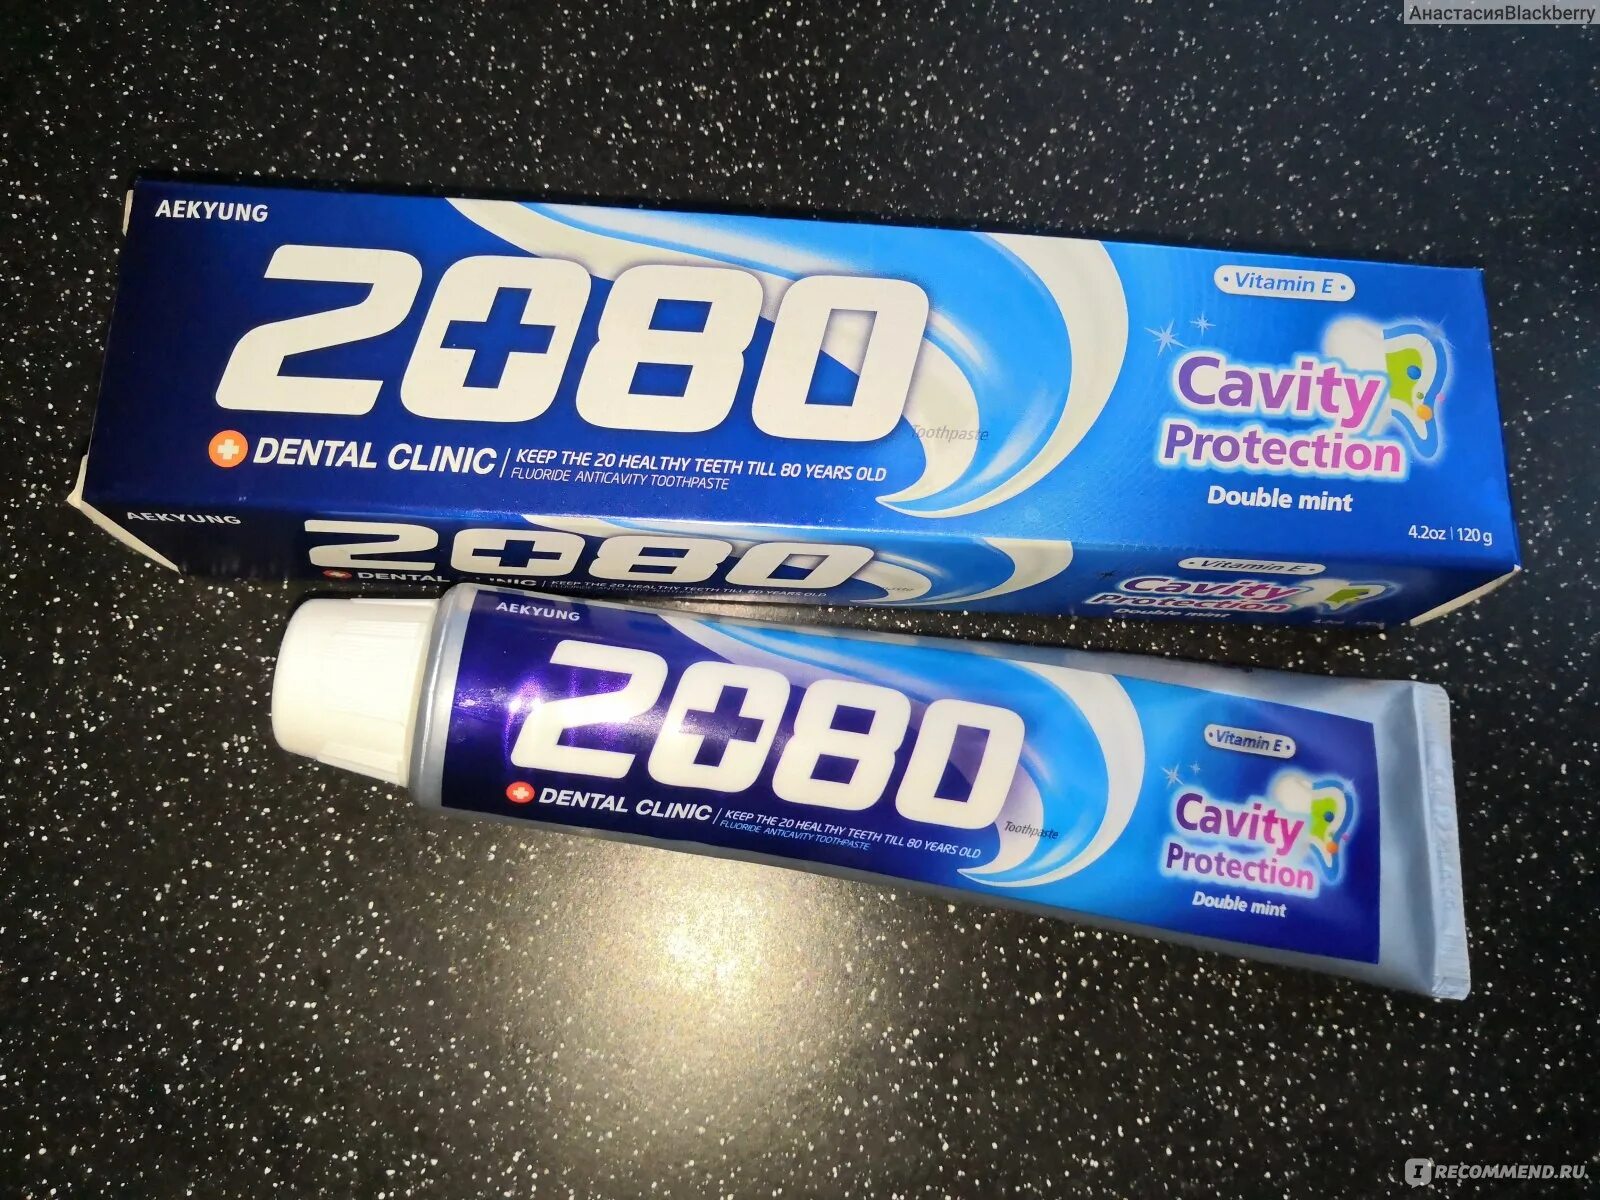 АнастасияBlackberry
AEKYUNG
2080
Vitamin E
Cavity
Protection
Double mint
Toothpaste
DENTAL CLINIC
KEEP THE 20 HEALTHY TEETH TILL 80 YEARS OLD
FLUORIDE ANTICAVITY TOOTHPASTE
4.2oz | 120 g
AEKYUNG
2080
Vitamin E
Cavity
Protection
Double mint
DENTAL CLINIC
KEEP THE 20 HEALTHY TEETH TILL 80 YEARS OLD
AEKYUNG
2080
Vitamin E
Cavity
Protection
Double mint
Toothpaste
DENTAL CLINIC
KEEP THE 20 HEALTHY TEETH TILL 80 YEARS OLD
FLUORIDE ANTICAVITY TOOTHPASTE
IRECOMMEND.RU